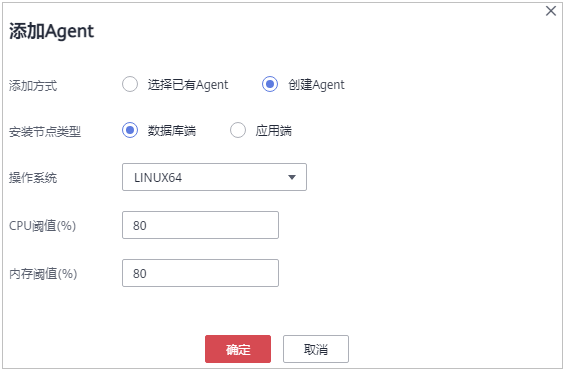 添加Agent
添加方式 选择已有Agent 创建Agent
安装节点类型 数据库端 应用端
操作系统 LINUX64
CPU阈值(%) 80
内存阈值(%) 80
确定 取消